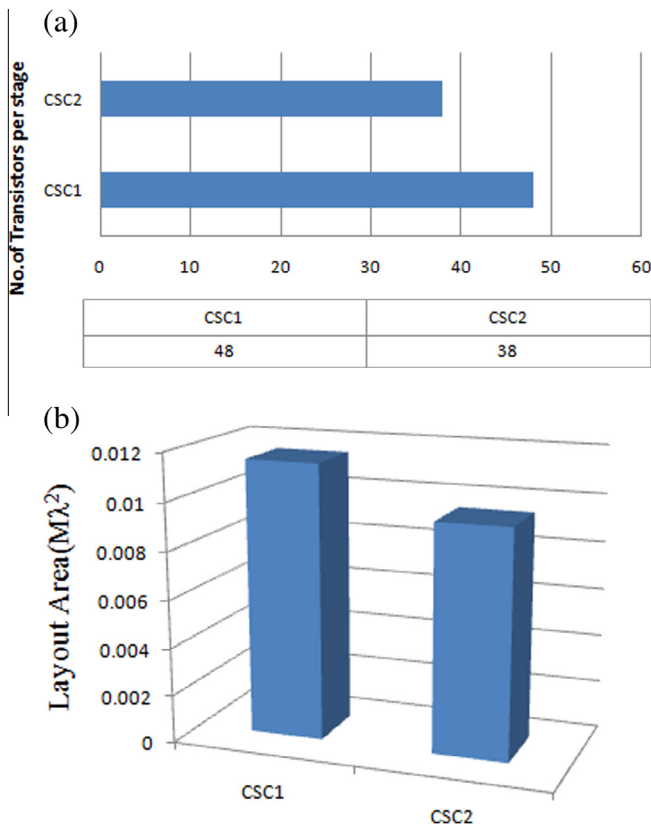 (a)
No.of Transistors per stage
CSC2
CSC1
0 10 20 30 40 50 60
CSC1 CSC2
48 38
(b)
Layout Area(Mλ²)
0.012
0.01
0.008
0.006
0.004
0.002
0
CSC1
CSC2